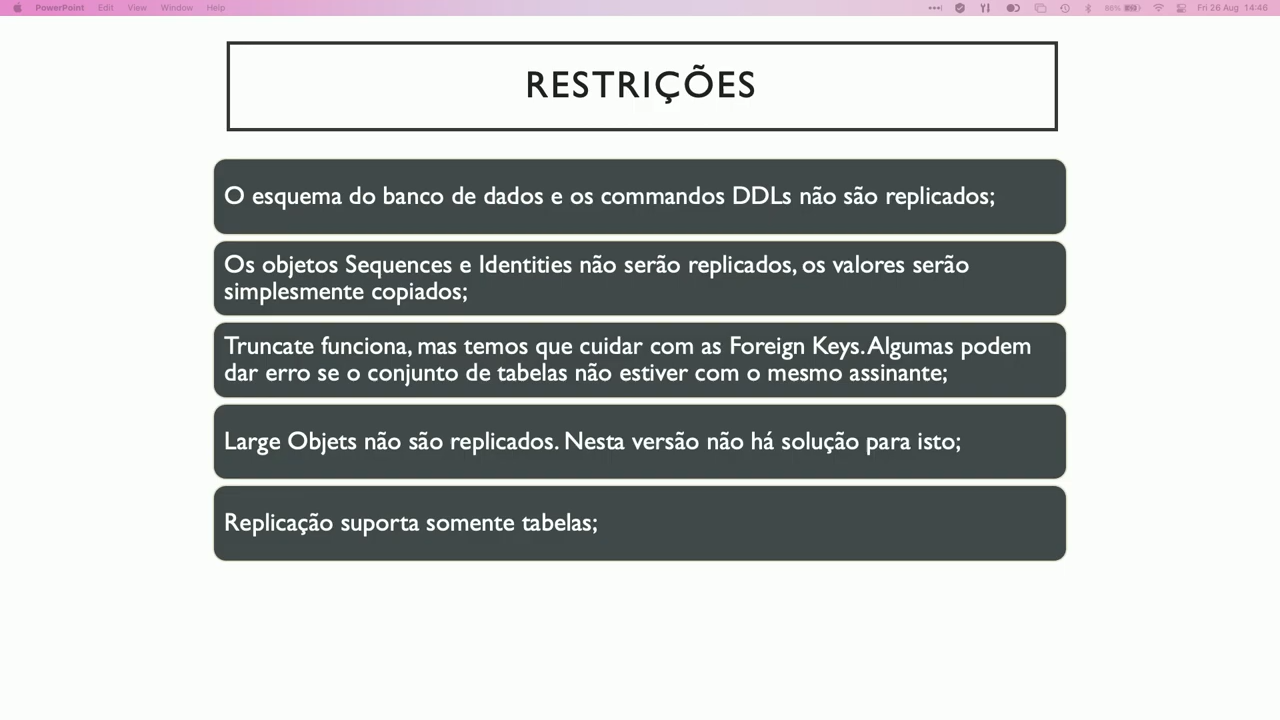 PowerPoint Edit View Window Help 86% Fri 26 Aug 14:46
RESTRIÇÕES
O esquema do banco de dados e os commandos DDLs não são replicados;
Os objetos Sequences e Identities não serão replicados, os valores serão
simplesmente copiados;
Truncate funciona, mas temos que cuidar com as Foreign Keys. Algumas podem
dar erro se o conjunto de tabelas não estiver com o mesmo assinante;
Large Objets não são replicados. Nesta versão não há solução para isto;
Replicação suporta somente tabelas;